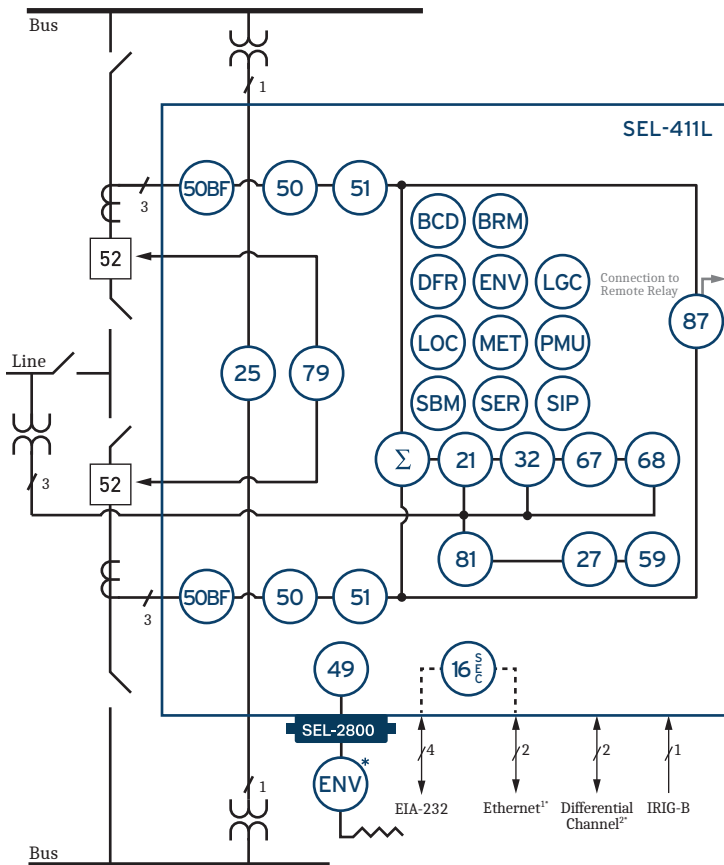 Bus
1
SEL-411L
50BF
50
51
3
BCD
BRM
52
DFR
ENV
LGC
Connection to
Remote Relay
87
LOC
MET
PMU
Line
25
79
SBM
SER
SIP
Σ
21
32
67
68
3
52
81
27
59
50BF
50
51
3
49
16 SEC
SEL-2800
4
2
2
1
ENV*
1
EIA-232
Ethernet1*
Differential
Channel2*
IRIG-B
Bus